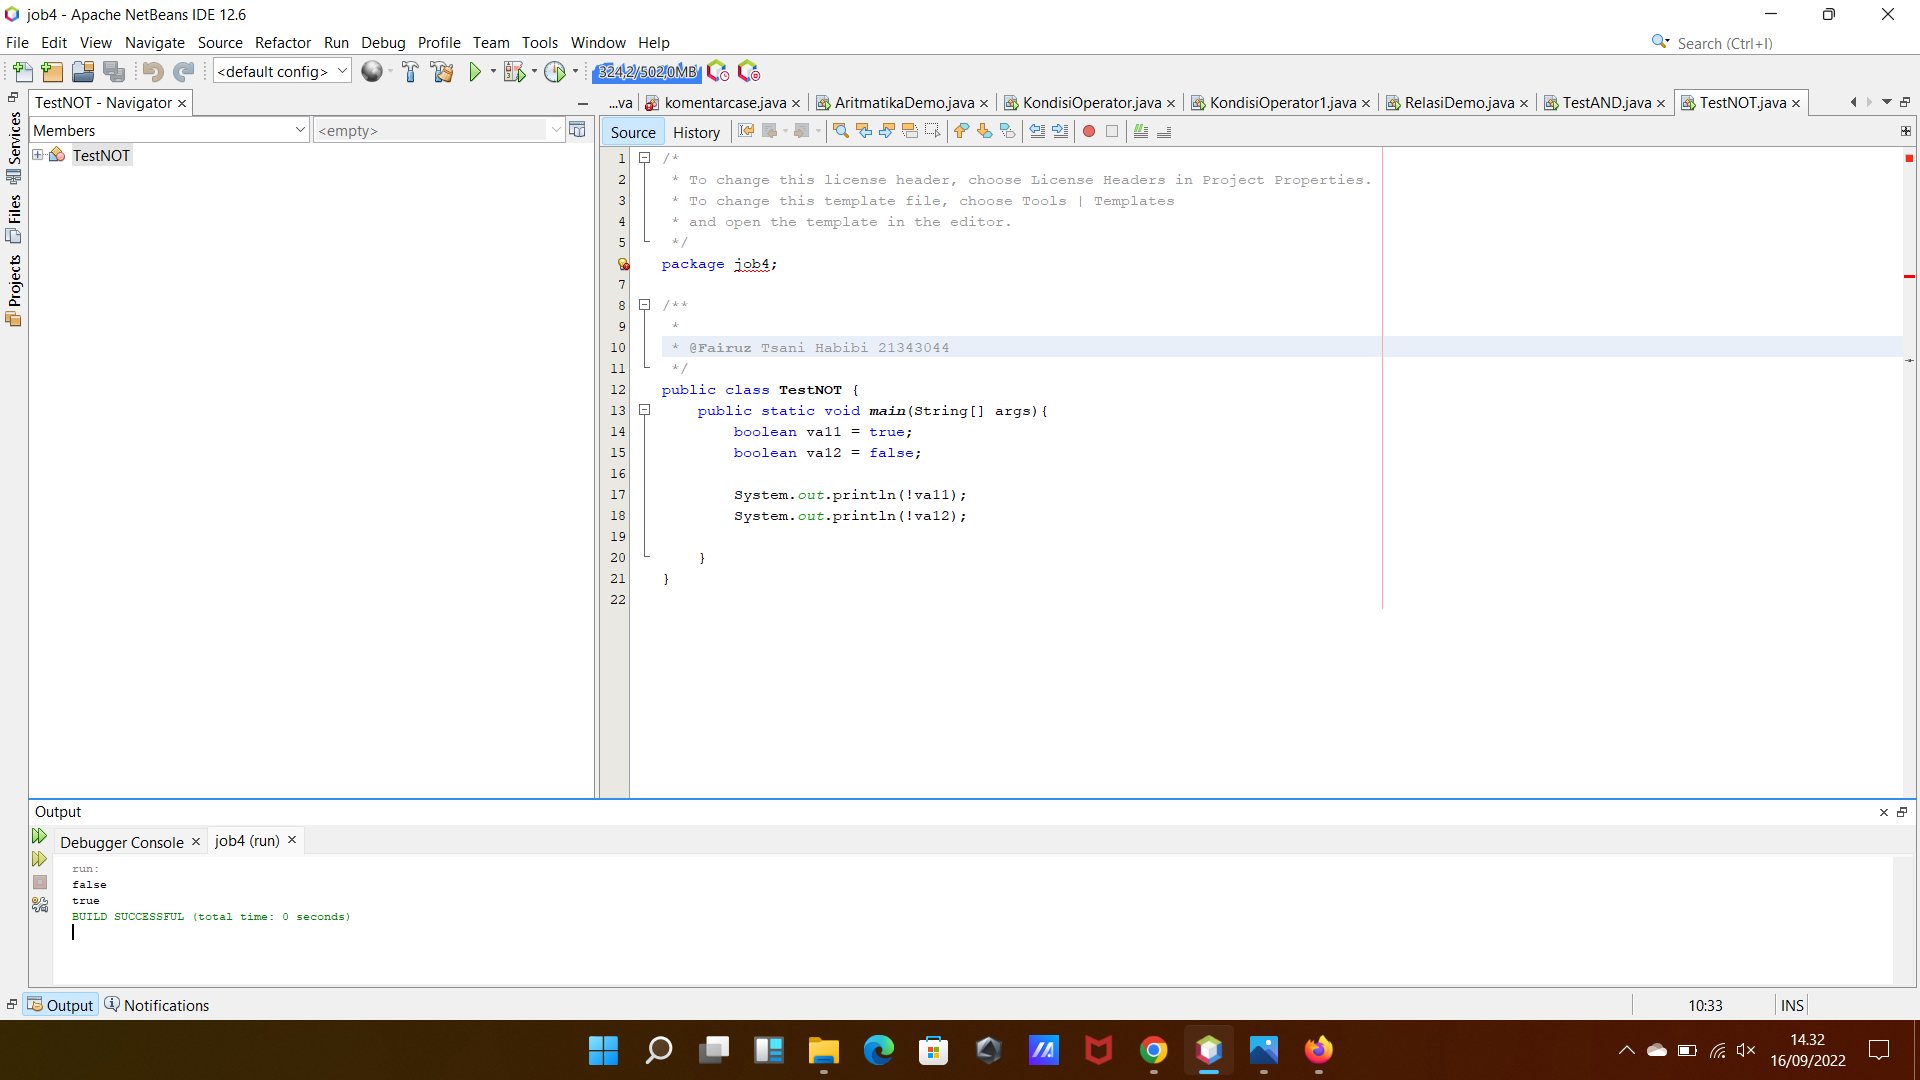 job4 - Apache NetBeans IDE 12.6
File Edit View Navigate Source Refactor Run Debug Profile Team Tools Window Help
Search (Ctrl+I)
<default config>
324,2/502,0MB
TestNOT - Navigator
...va komentarcase.java AritmatikaDemo.java KondisiOperator.java KondisiOperator1.java RelasiDemo.java TestAND.java TestNOT.java
Members
<empty>
Source History
Services
Files
Projects
TestNOT
1 /*
2 * To change this license header, choose License Headers in Project Properties.
3 * To change this template file, choose Tools | Templates
4 * and open the template in the editor.
5 */
package job4;
7
8 /**
9 *
10 * @Fairuz Tsani Habibi 21343044
11 */
12 public class TestNOT {
13 public static void main(String[] args){
14 boolean va11 = true;
15 boolean va12 = false;
16
17 System.out.println(!va11);
18 System.out.println(!va12);
19
20 }
21 }
22
Output
Debugger Console job4 (run)
run:
false
true
BUILD SUCCESSFUL (total time: 0 seconds)
Output Notifications
10:33 INS
14.32
16/09/2022